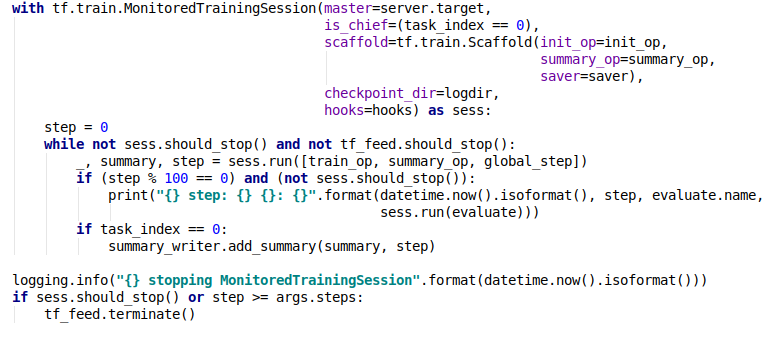 with tf.train.MonitoredTrainingSession(master=server.target,
                                       is_chief=(task_index == 0),
                                       scaffold=tf.train.Scaffold(init_op=init_op,
                                                                  summary_op=summary_op,
                                                                  saver=saver),
                                       checkpoint_dir=logdir,
                                       hooks=hooks) as sess:
    step = 0
    while not sess.should_stop() and not tf_feed.should_stop():
        _, summary, step = sess.run([train_op, summary_op, global_step])
        if (step % 100 == 0) and (not sess.should_stop()):
            print("{} step: {} {}: {}".format(datetime.now().isoformat(), step, evaluate.name,
                                              sess.run(evaluate)))
        if task_index == 0:
            summary_writer.add_summary(summary, step)

logging.info("{} stopping MonitoredTrainingSession".format(datetime.now().isoformat()))
if sess.should_stop() or step >= args.steps:
    tf_feed.terminate()